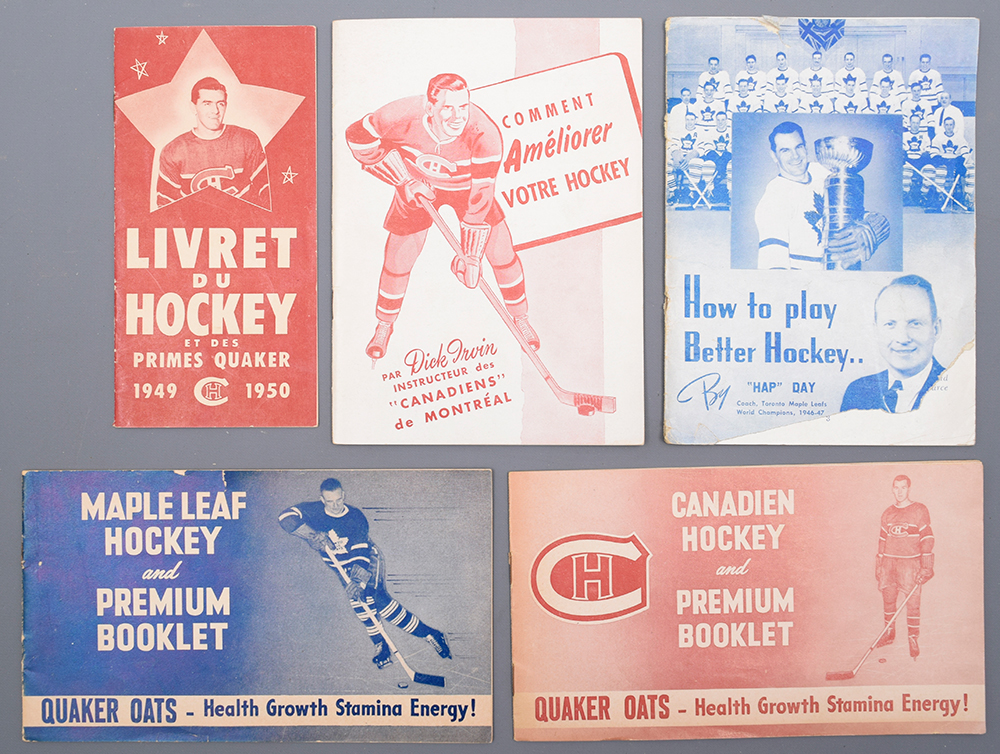 LIVRET
DU
HOCKEY
ET DES
PRIMES QUAKER
1949 CH 1950
COMMENT
Améliorer
VOTRE HOCKEY
PAR Dick Irvin
INSTRUCTEUR des
"CANADIENS"
de MONTRÉAL
How to play
Better Hockey..
By "HAP" DAY
Coach, Toronto Maple Leafs
World Champions, 1946-47
MAPLE LEAF
HOCKEY
and
PREMIUM
BOOKLET
QUAKER OATS - Health Growth Stamina Energy!
CH
CANADIEN
HOCKEY
and
PREMIUM
BOOKLET
QUAKER OATS - Health Growth Stamina Energy!